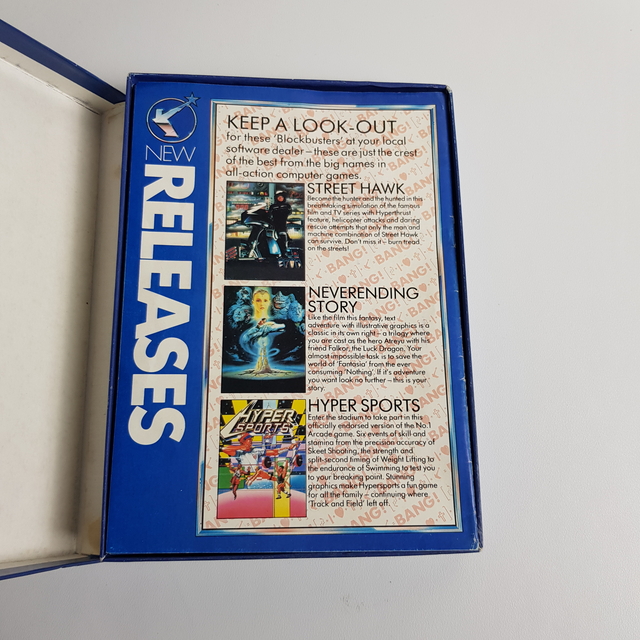 NEW
RELEASES
KEEP A LOOK-OUT
for these 'Blockbusters' at your local
software dealer – these are just the crest
of the best from the big names in
all-action computer games.
STREET HAWK
Become the hunter and the hunted in this
breathtaking simulation of the famous
film and TV series with Hyperthrust
feature, helicopter attacks and daring
rescue attempts that only the man and
machine combination of Street Hawk
can survive. Don't miss it – burn tread
on the streets!
NEVERENDING
STORY
Like the film this fantasy, text
adventure with illustrative graphics is a
classic in its own right – a trilogy where
you are cast as the hero Atreyu with his
friend Falkor, the Luck Dragon. Your
almost impossible task is to save the
world of 'Fantasia' from the ever
consuming 'Nothing'. If it's adventure
you want look no further – this is your
story.
HYPER
SPORTS
HYPER SPORTS
Enter the stadium to take part in this
officially endorsed version of the No.1
Arcade game. Six events of skill and
stamina from the precision accuracy of
Skeet Shooting, the strength and
split-second timing of Weight Lifting to
the endurance of Swimming to test you
to your breaking point. Stunning
graphics make Hypersports a fun game
for all the family – continuing where
'Track and Field' left off.
BANG!